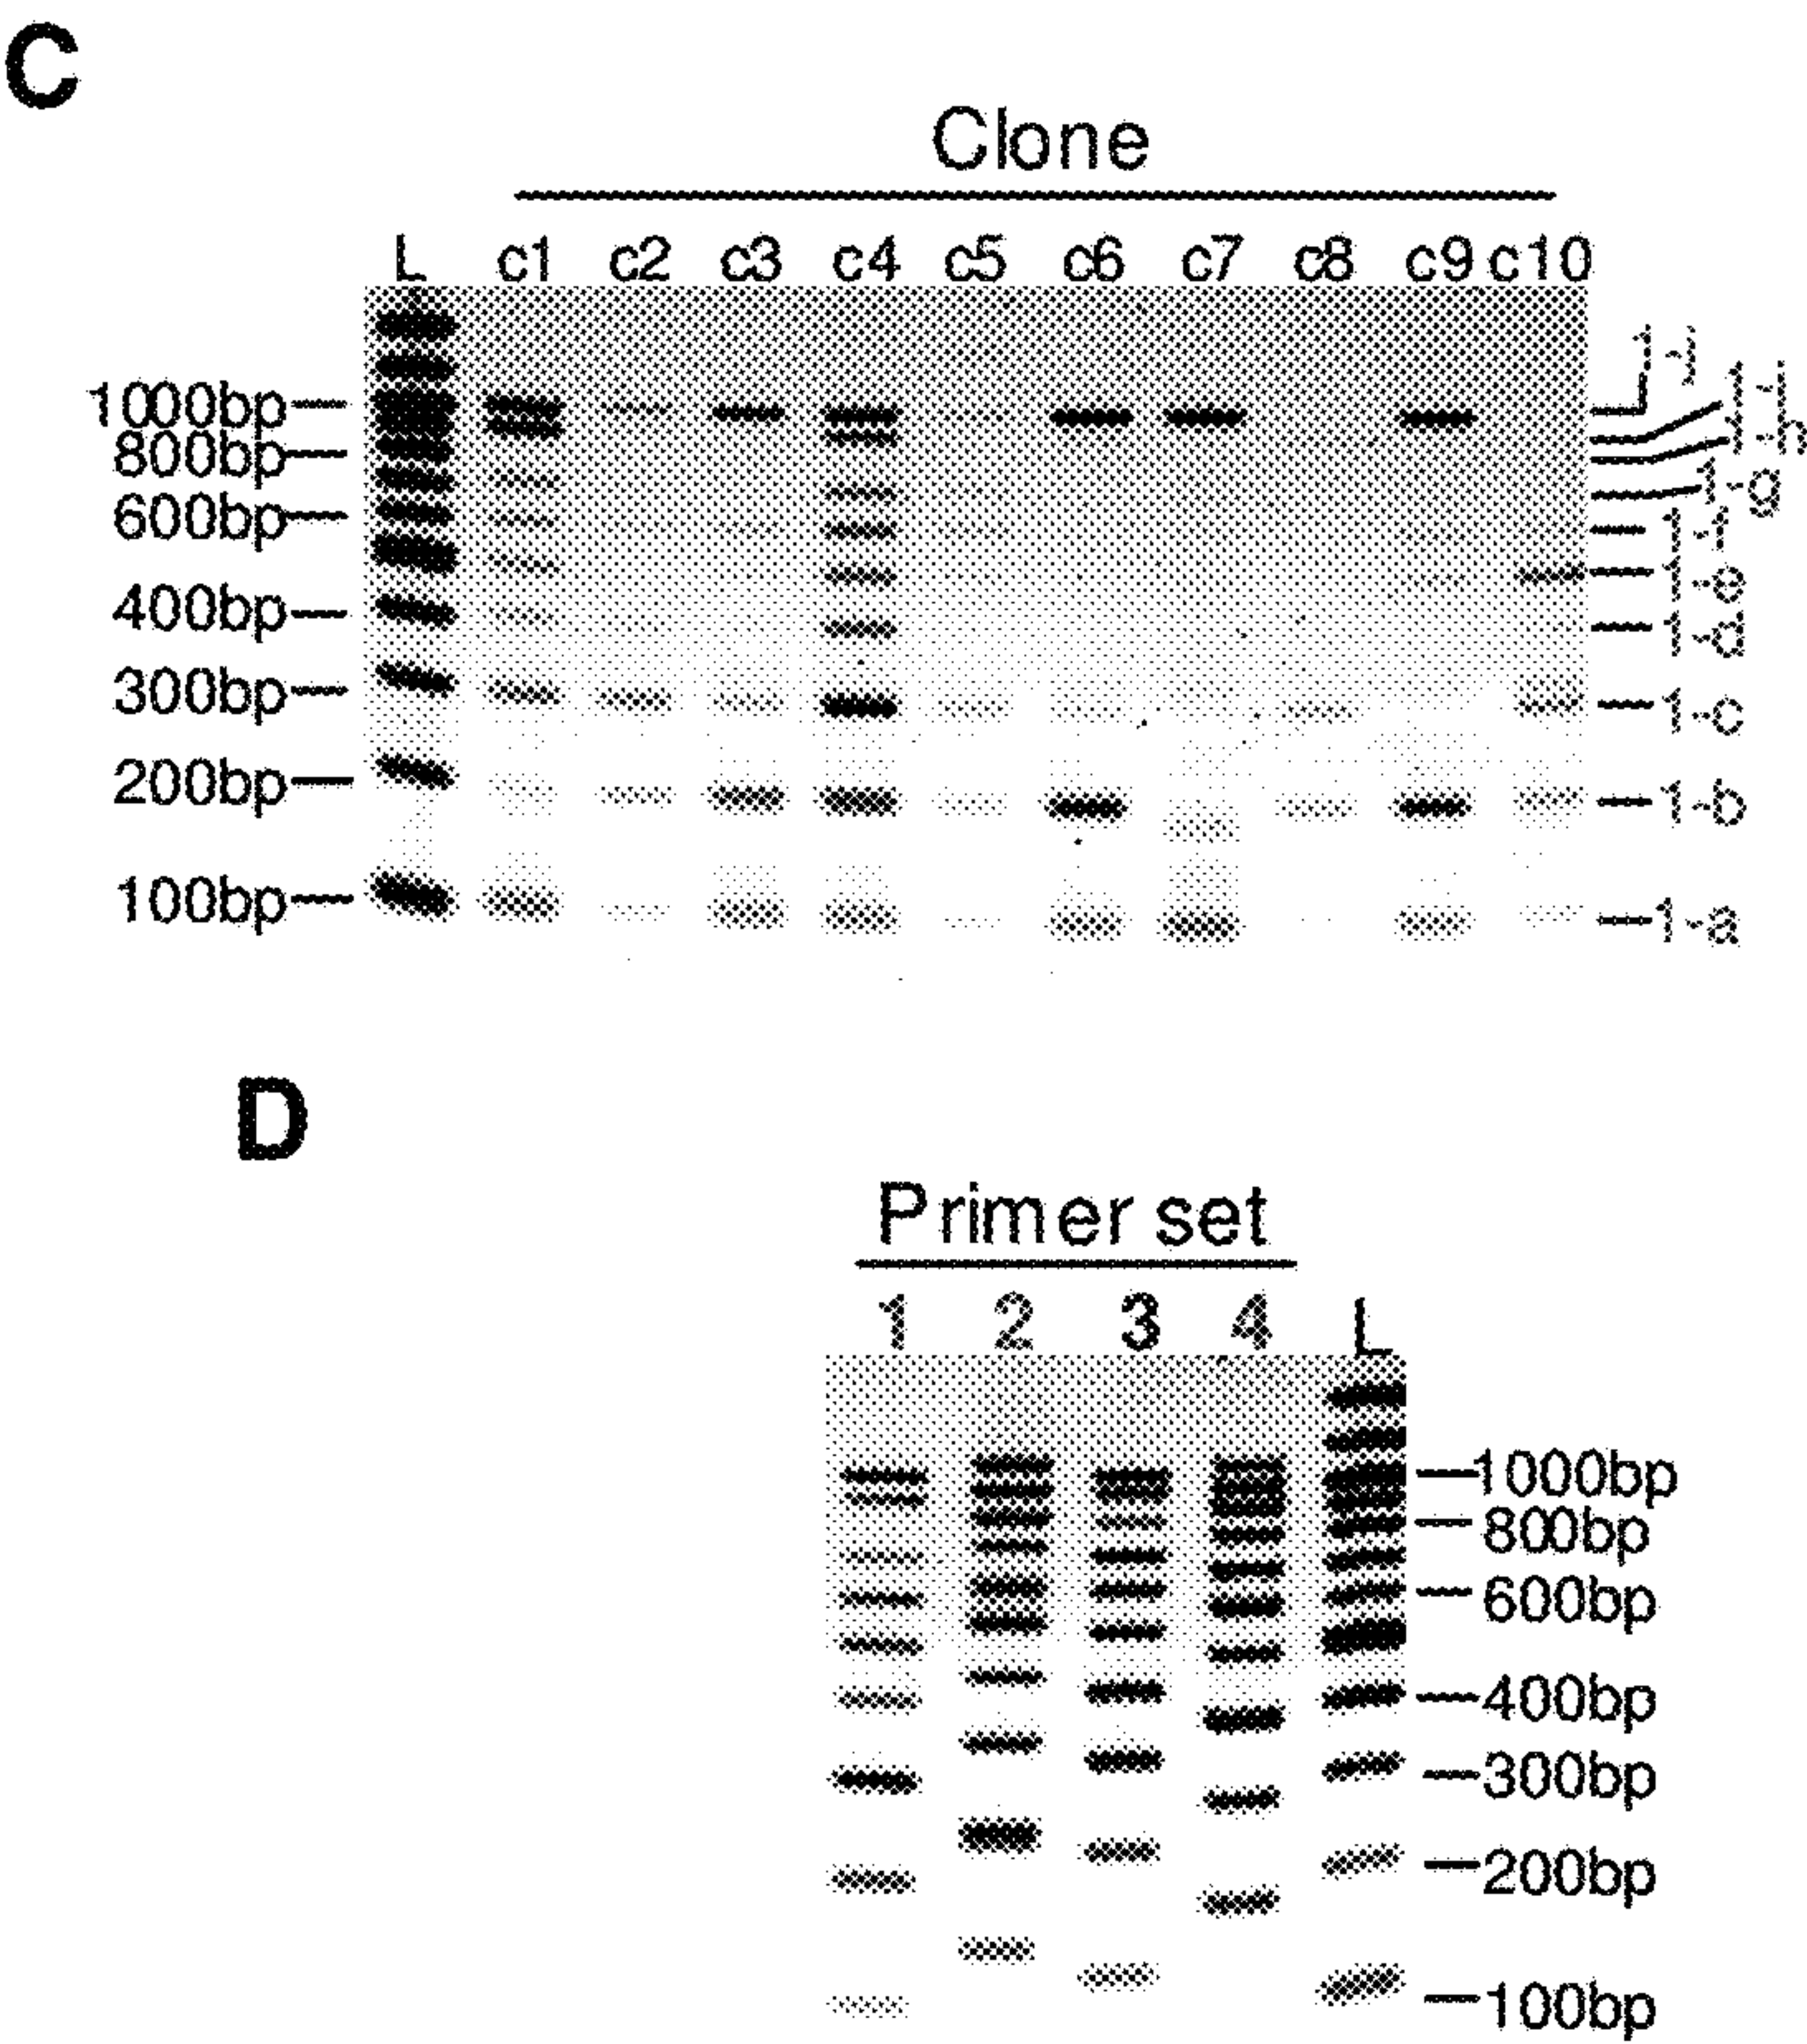 C
Clone
L c1 c2 c3 c4 c5 c6 c7 c8 c9 c10
1000bp
800bp
600bp
400bp
300bp
200bp
100bp
1-j
1-i
1-h
1-g
1-f
1-e
1-d
1-c
1-b
1-a
D
Primer set
1 2 3 4 L
1000bp
800bp
600bp
400bp
300bp
200bp
100bp